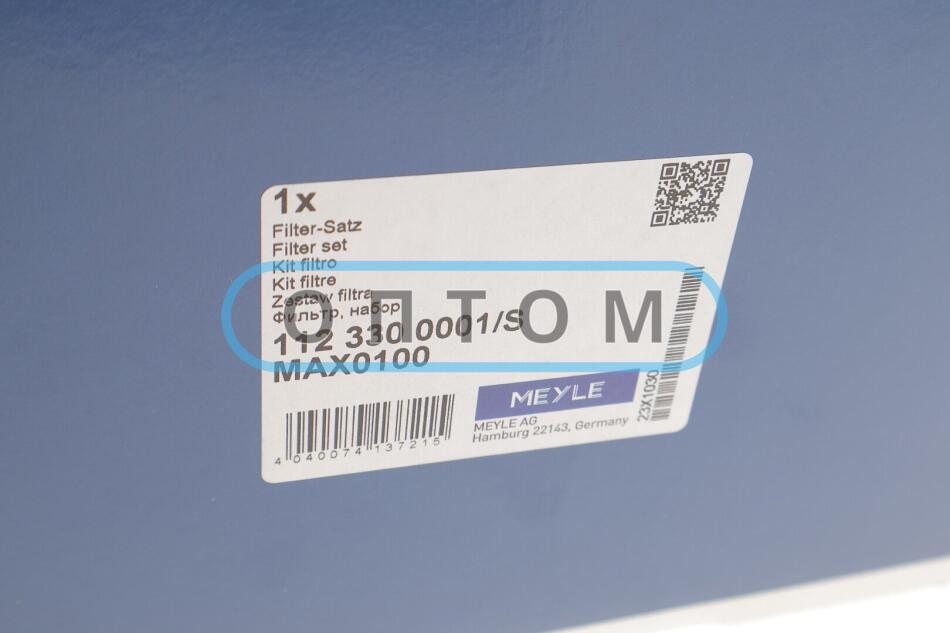 1x
Filter-Satz
Filter set
Kit filtro
Kit filtre
Zestaw filtra
Фильтр, набор
112 330 0001/S
MAX0100
ОПТОМ
MEYLE
MEYLE AG
Hamburg 22143, Germany
4 040074 137215
23X1030